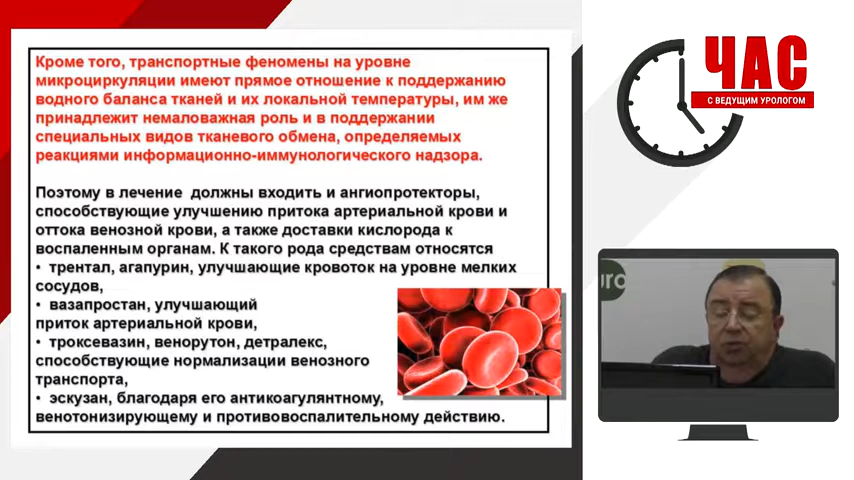 Кроме того, транспортные феномены на уровне
микроциркуляции имеют прямое отношение к поддержанию
водного баланса тканей и их локальной температуры, им же
принадлежит немаловажная роль и в поддержании
специальных видов тканевого обмена, определяемых
реакциями информационно-иммунологического надзора.
Поэтому в лечение должны входить и ангиопротекторы,
способствующие улучшению притока артериальной крови и
оттока венозной крови, а также доставки кислорода к
воспаленным органам. К такого рода средствам относятся
• трентал, агапурин, улучшающие кровоток на уровне мелких
сосудов,
• вазапростан, улучшающий
приток артериальной крови,
• троксевазин, венорутон, детралекс,
способствующие нормализации венозного
транспорта,
• эскузан, благодаря его антикоагулянтному,
венотонизирующему и противовоспалительному действию.
ЧАС
С ВЕДУЩИМ УРОЛОГОМ